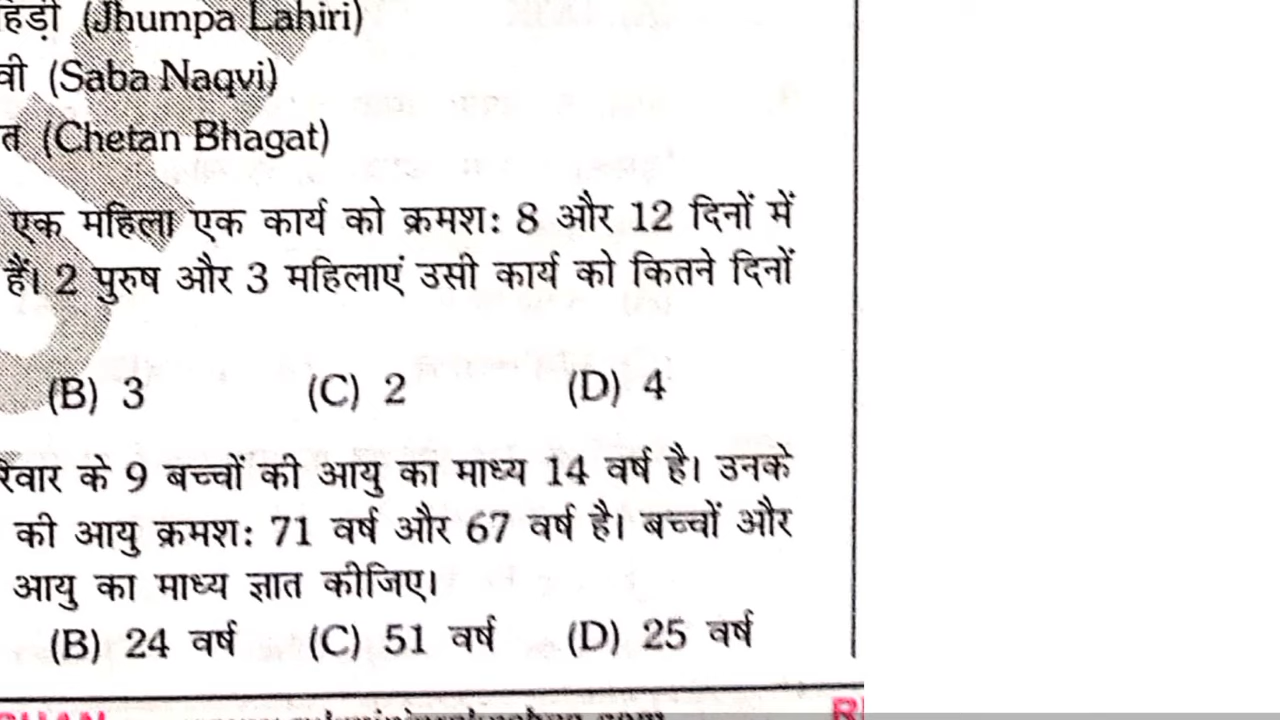 (Jhumpa Lahiri)
(Saba Naqvi)
(Chetan Bhagat)
एक महिला एक कार्य को क्रमश: 8 और 12 दिनों में
हैं। 2 पुरुष और 3 महिलाएं उसी कार्य को कितने दिनों
(B) 3 (C) 2 (D) 4
के 9 बच्चों की आयु का माध्य 14 वर्ष है। उनके
की आयु क्रमश: 71 वर्ष और 67 वर्ष है। बच्चों और
आयु का माध्य ज्ञात कीजिए।
(B) 24 वर्ष (C) 51 वर्ष (D) 25 वर्ष